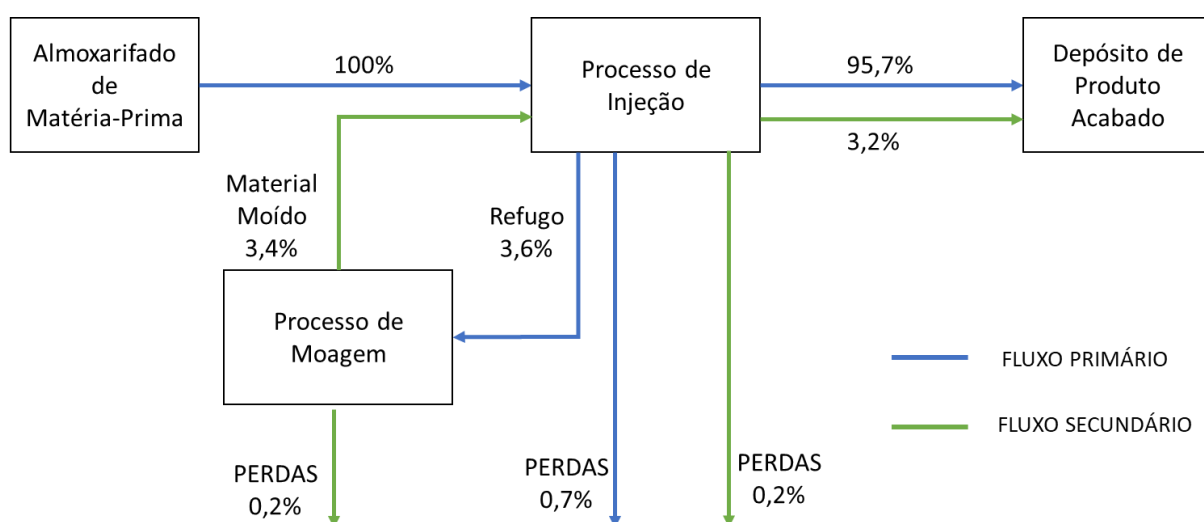 Almoxarifado
de
Matéria-Prima
100%
Processo de
Injeção
95,7%
3,2%
Depósito de
Produto
Acabado
Material
Moído
3,4%
Refugo
3,6%
Processo de
Moagem
FLUXO PRIMÁRIO
FLUXO SECUNDÁRIO
PERDAS
0,2%
PERDAS
0,7%
PERDAS
0,2%